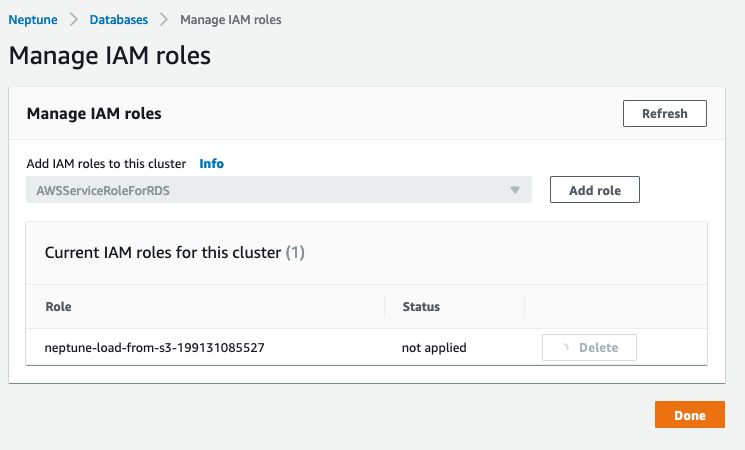 Neptune > Databases > Manage IAM roles
Manage IAM roles
Manage IAM roles
Refresh
Add IAM roles to this cluster Info
AWSServiceRoleForRDS
Add role
Current IAM roles for this cluster (1)
Role Status
neptune-load-from-s3-199131085527 not applied Delete
Done